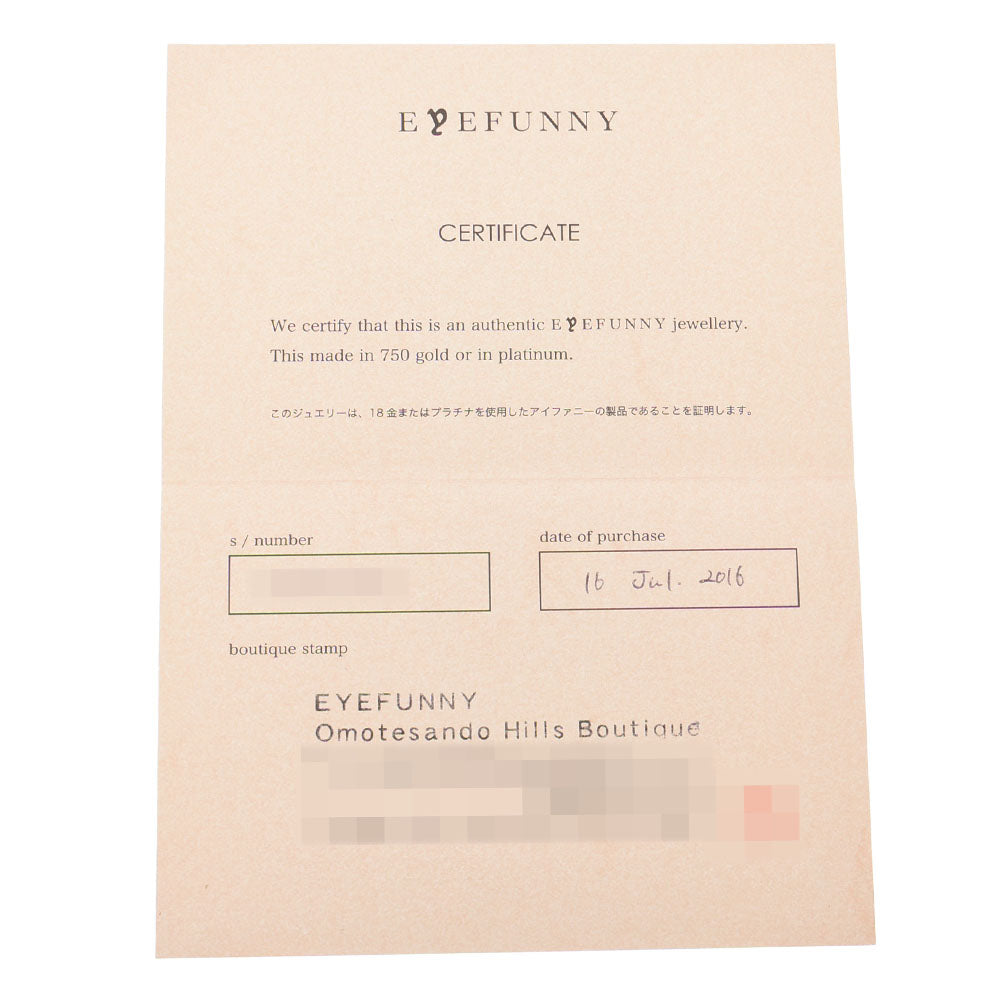 EYEFUNNY
CERTIFICATE
We certify that this is an authentic EYEFUNNY jewellery.
This made in 750 gold or in platinum.
このジュエリーは、18金またはプラチナを使用したアイファニーの製品であることを証明します。
s / number
date of purchase
16 Jul. 2016
boutique stamp
EYEFUNNY
Omotesando Hills Boutique